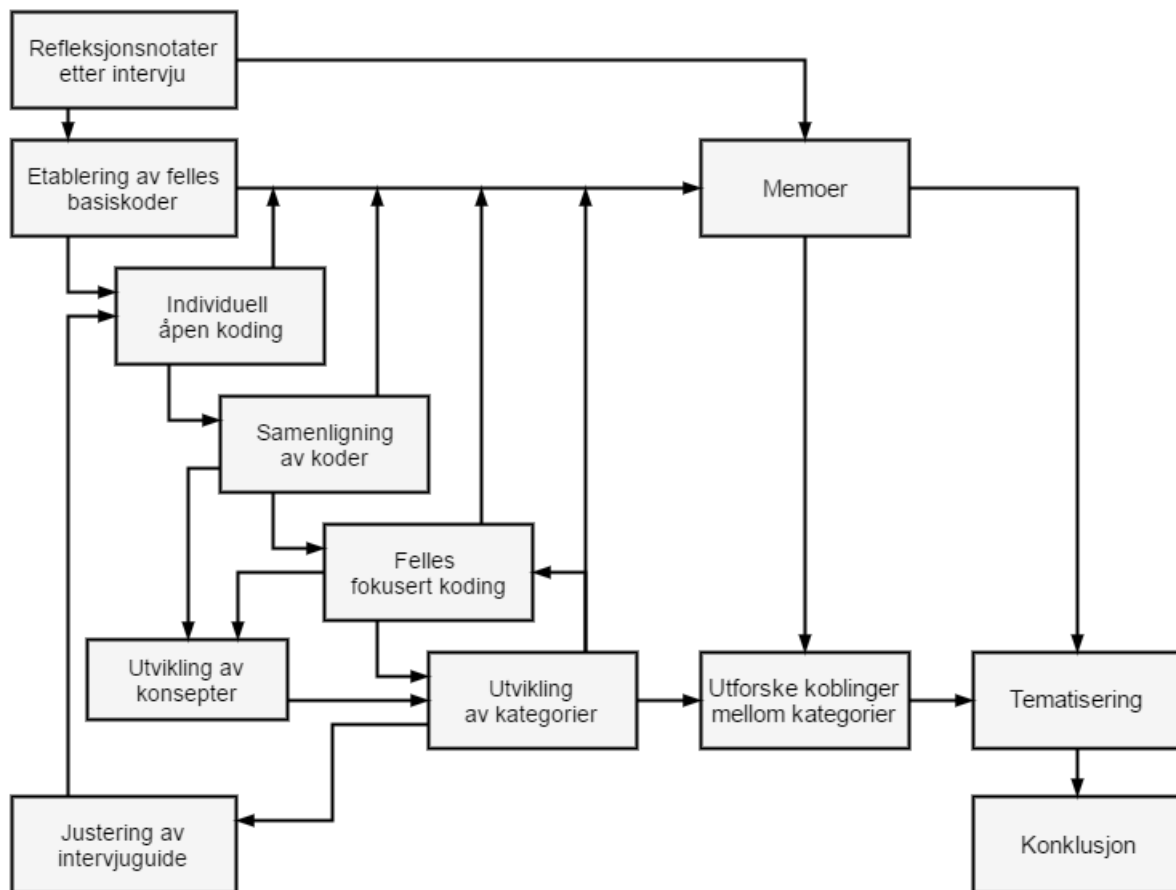 Refleksjonsnotater
etter intervju
Etablering av felles
basiskoder
Memoer
Individuell
åpen koding
Samenligning
av koder
Felles
fokusert koding
Utvikling av
konsepter
Utvikling
av kategorier
Utforske koblinger
mellom kategorier
Tematisering
Justering av
intervjuguide
Konklusjon